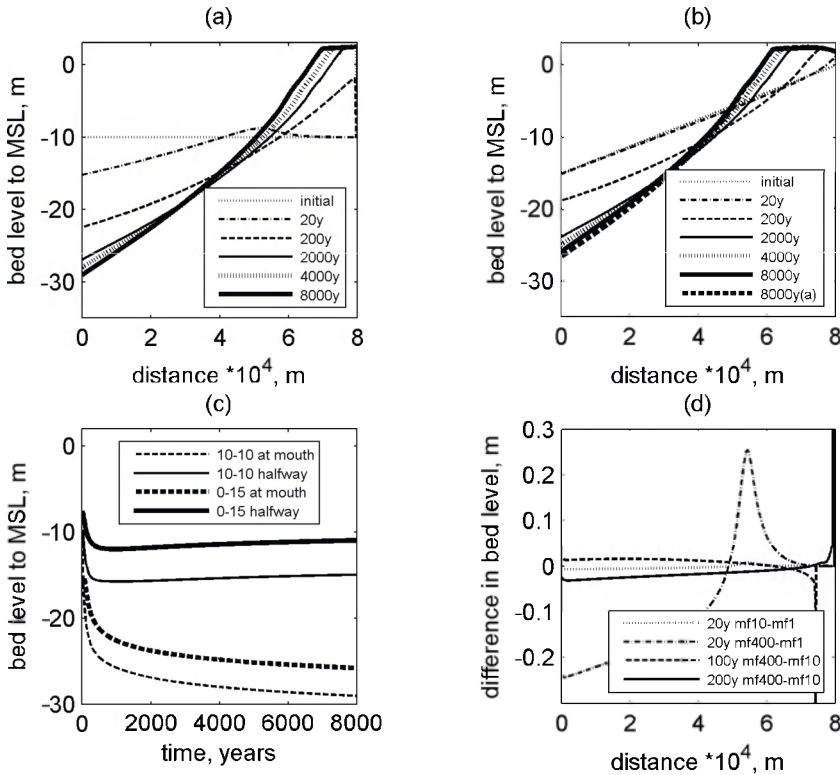 (a)
bed level to MSL, m
0
-10
-20
-30
initial
20y
200y
2000y
4000y
8000y
0 2 4 6 8
distance *10^4, m
(b)
bed level to MSL, m
0
-10
-20
-30
initial
20y
200y
2000y
4000y
8000y
8000y(a)
0 2 4 6 8
distance *10^4, m
(c)
bed level to MSL, m
0
-10
-20
-30
10-10 at mouth
10-10 halfway
0-15 at mouth
0-15 halfway
0 2000 4000 6000 8000
time, years
(d)
difference in bed level, m
0.3
0.2
0.1
0
-0.1
-0.2
20y mf10-mf1
20y mf400-mf1
100y mf400-mf10
200y mf400-mf10
0 2 4 6 8
distance *10^4, m